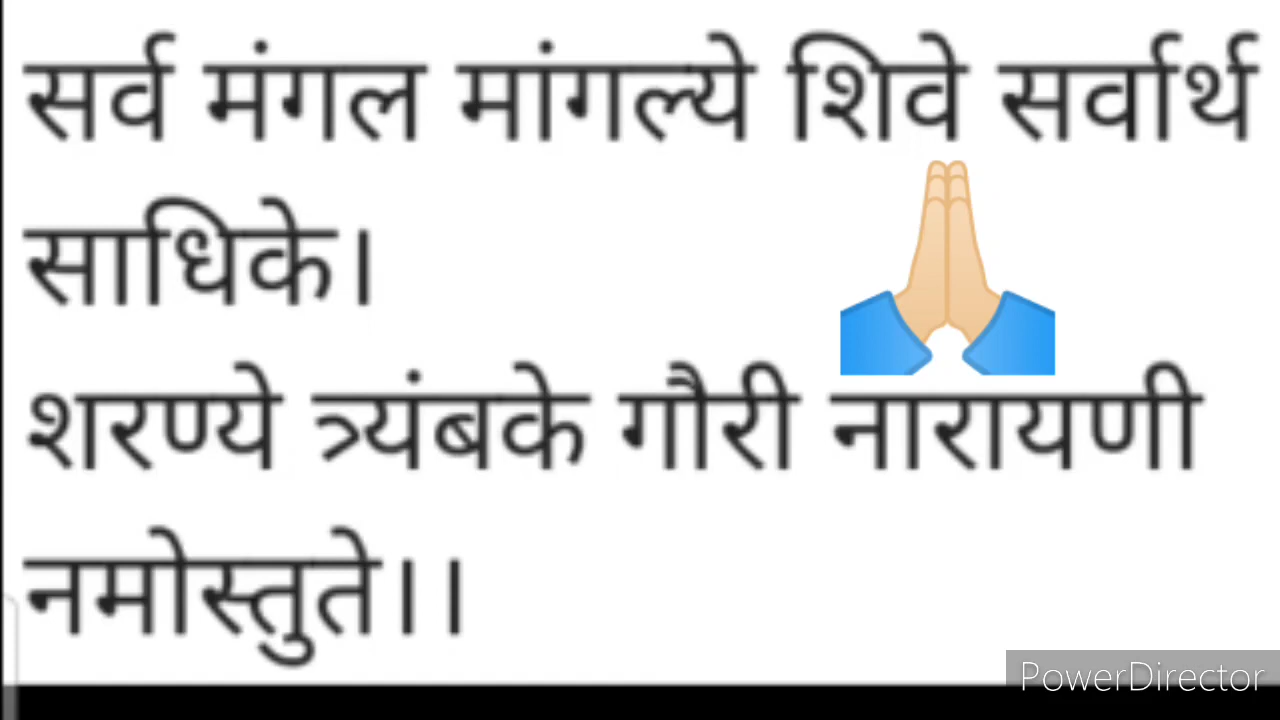 सर्व मंगल मांगल्ये शिवे सर्वार्थ
साधिके।
शरण्ये त्र्यंबके गौरी नारायणी
नमोस्तुते।।
PowerDirector